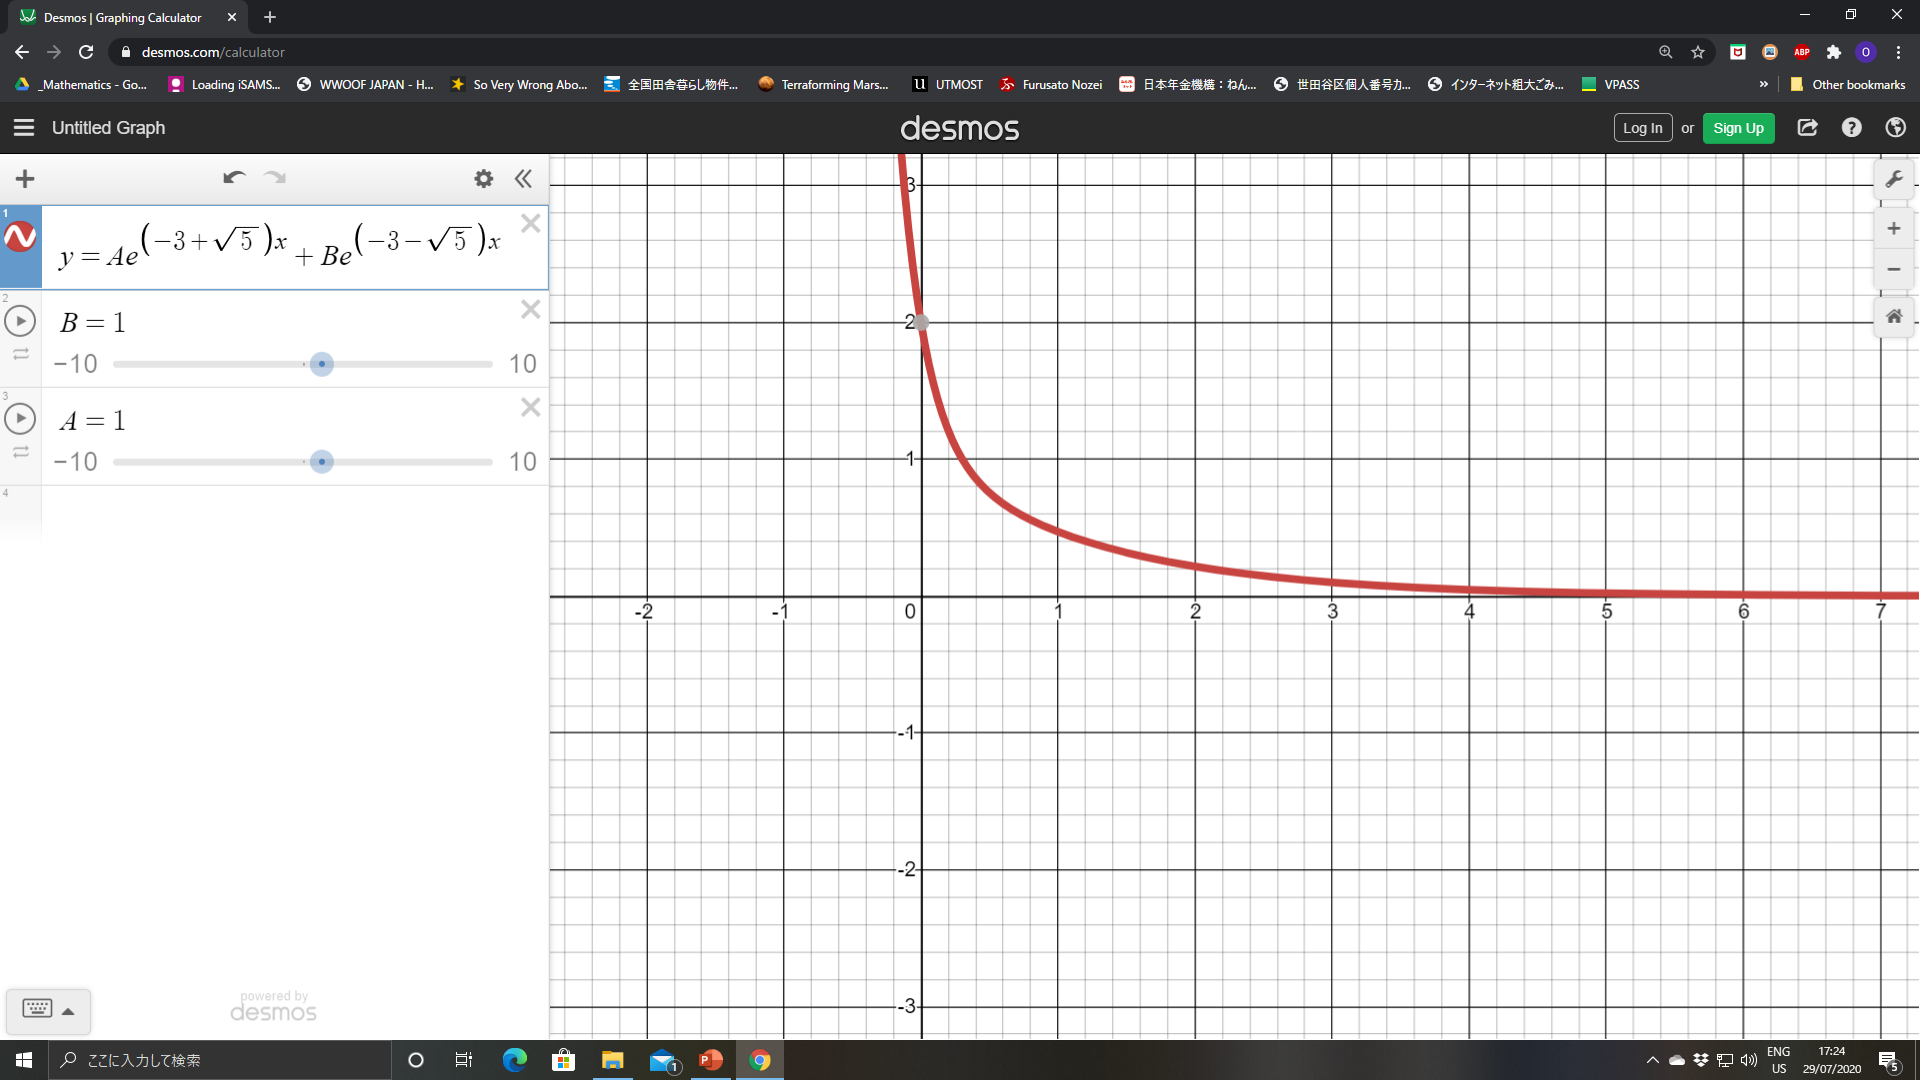 Desmos | Graphing Calculator
desmos.com/calculator
_Mathematics - Go...
Loading iSAMS...
WWOOF JAPAN - H...
So Very Wrong Abo...
全国田舎暮らし物件...
Terraforming Mars...
UTMOST
Furusato Nozei
日本年金機構：ねん...
世田谷区個人番号カ...
インターネット粗大ごみ...
VPASS
»
Other bookmarks
Untitled Graph
desmos
Log In or Sign Up
1
y = Ae^(−3+√5)x + Be^(−3−√5)x
2
B = 1
−10 10
3
A = 1
−10 10
4
powered by
desmos
3
2
1
-2 -1 0 1 2 3 4 5 6 7
-1
-2
-3
ここに入力して検索
1
ENG
US
17:24
29/07/2020
5